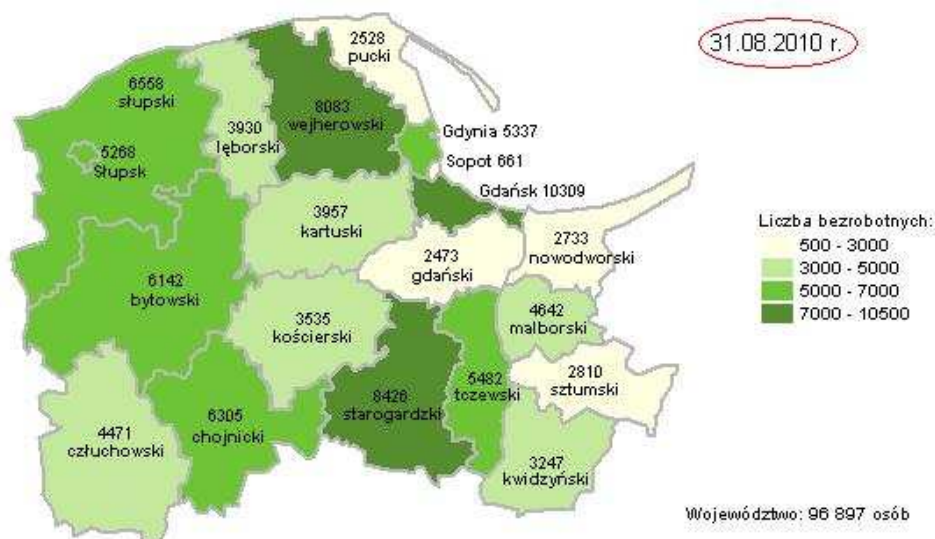 31.08.2010 r.
2528
pucki
6558
słupski
8083
wejherowski
3930
lęborski
Gdynia 5337
5268
Słupsk
Sopot 661
Gdańsk 10309
3957
kartuski
2733
nowodworski
2473
gdański
Liczba bezrobotnych:
500 - 3000
3000 - 5000
5000 - 7000
7000 - 10500
6142
bytowski
4642
malborski
3535
kościerski
2810
sztumski
5482
tczewski
8426
starogardzki
6305
chojnicki
4471
człuchowski
3247
kwidzyński
Województwo: 96 897 osób